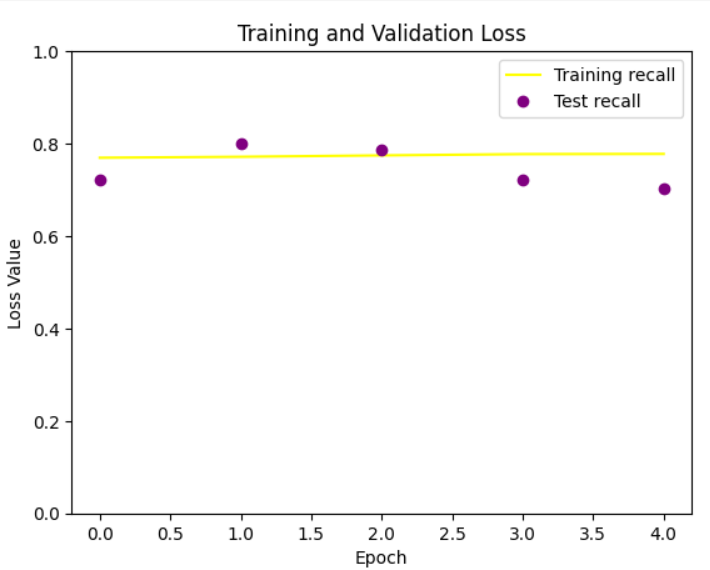 Training and Validation Loss
Training recall
Test recall
1.0
0.8
0.6
0.4
0.2
0.0
Loss Value
0.0 0.5 1.0 1.5 2.0 2.5 3.0 3.5 4.0
Epoch